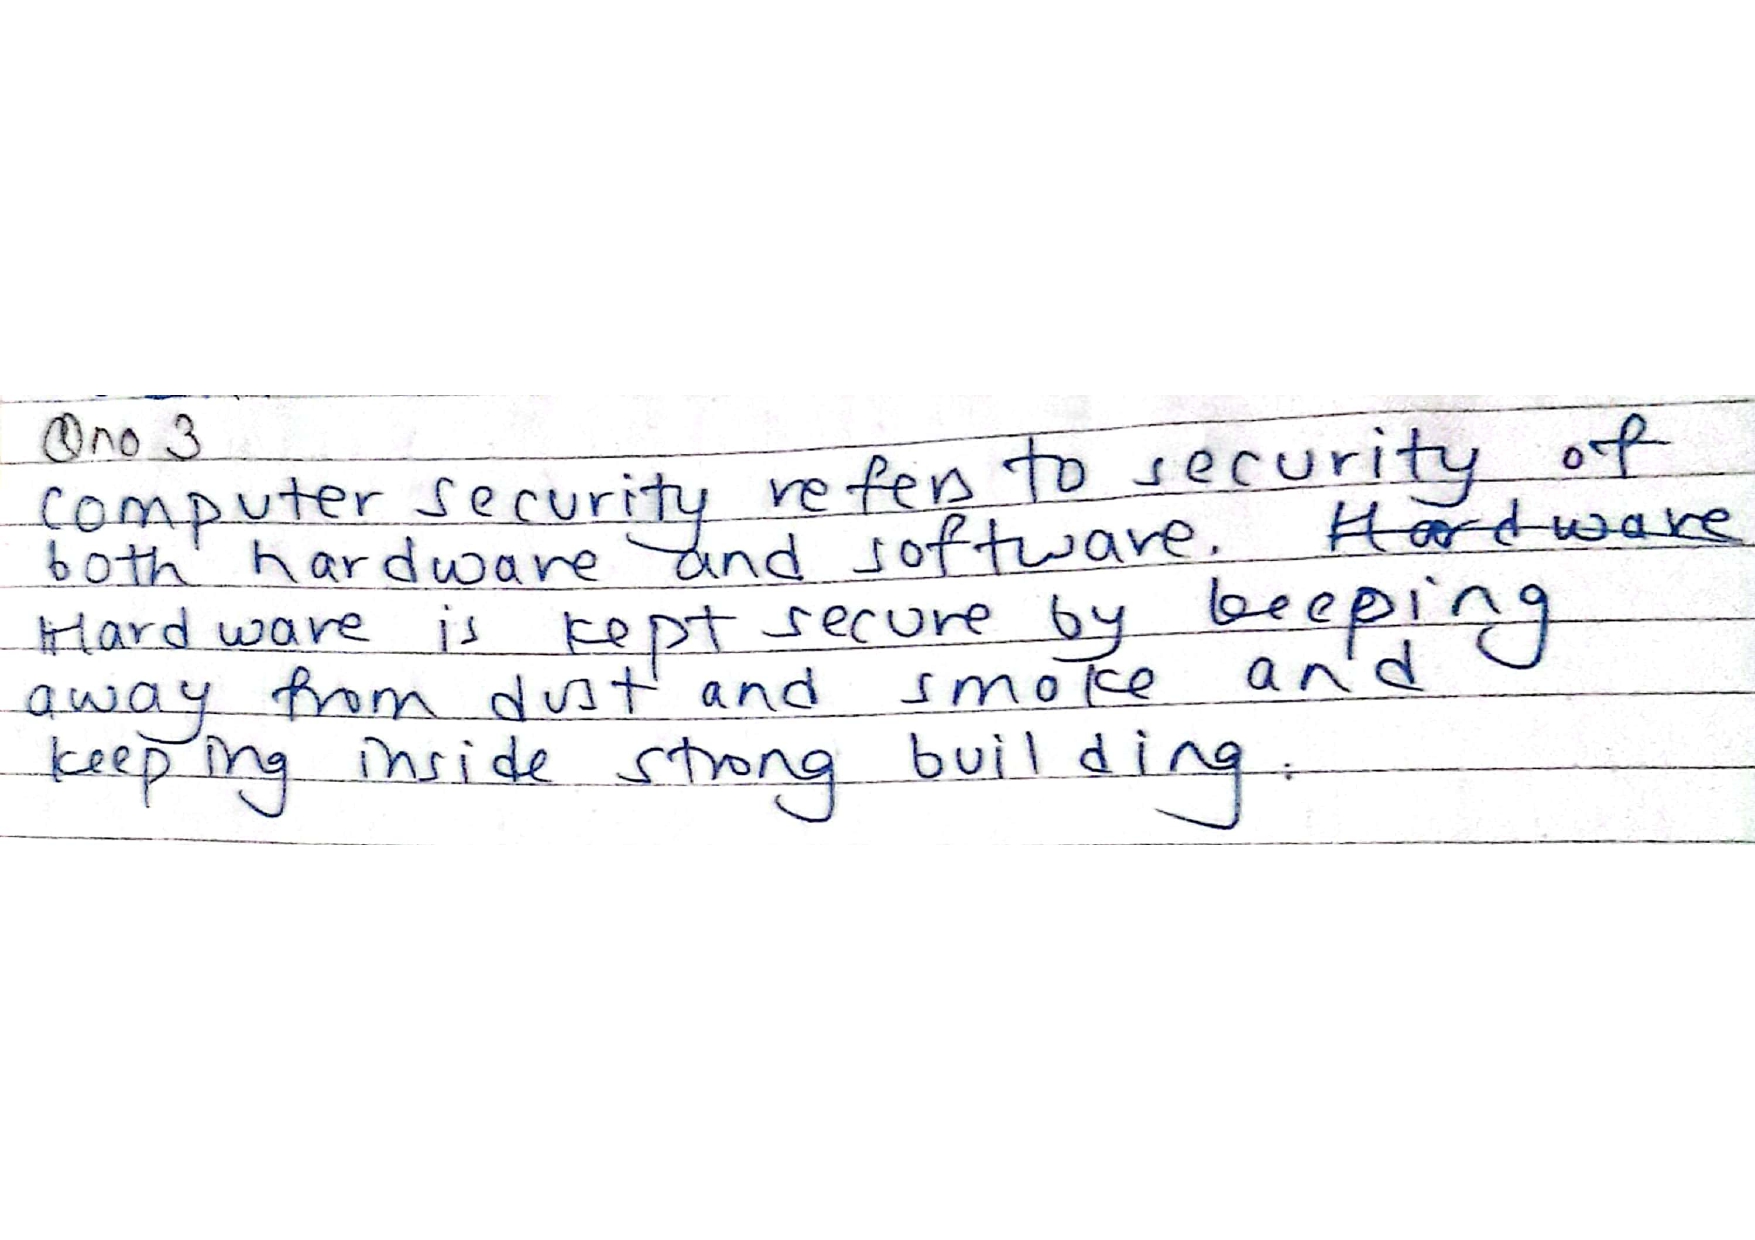 Qno 3
computer security refers to security of
both hardware and software. ~~Hardware~~
Hardware is kept secure by beeping
away from dust and smoke and
keeping inside strong building.